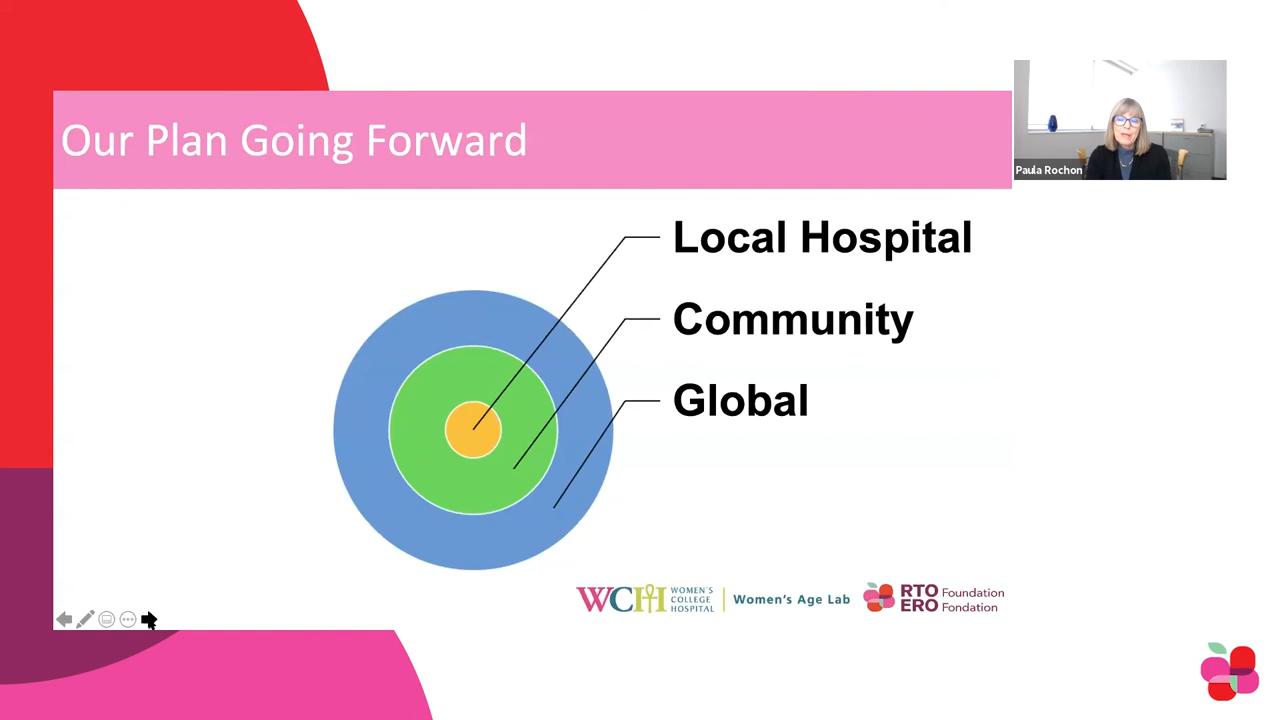 Our Plan Going Forward
Paula Rochon
Local Hospital
Community
Global
WCH WOMEN'S COLLEGE HOSPITAL | Women's Age Lab
RTO ERO Foundation Fondation